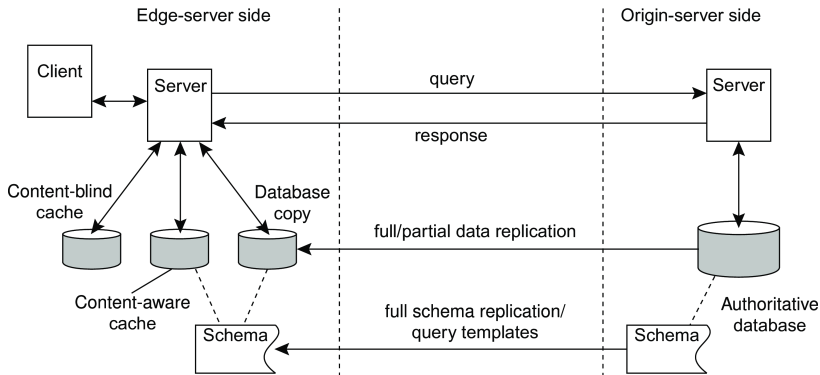 Edge-server side
Origin-server side
Client
Server
query
Server
response
Content-blind
cache
Database
copy
full/partial data replication
Content-aware
cache
full schema replication/
query templates
Authoritative
database
Schema
Schema